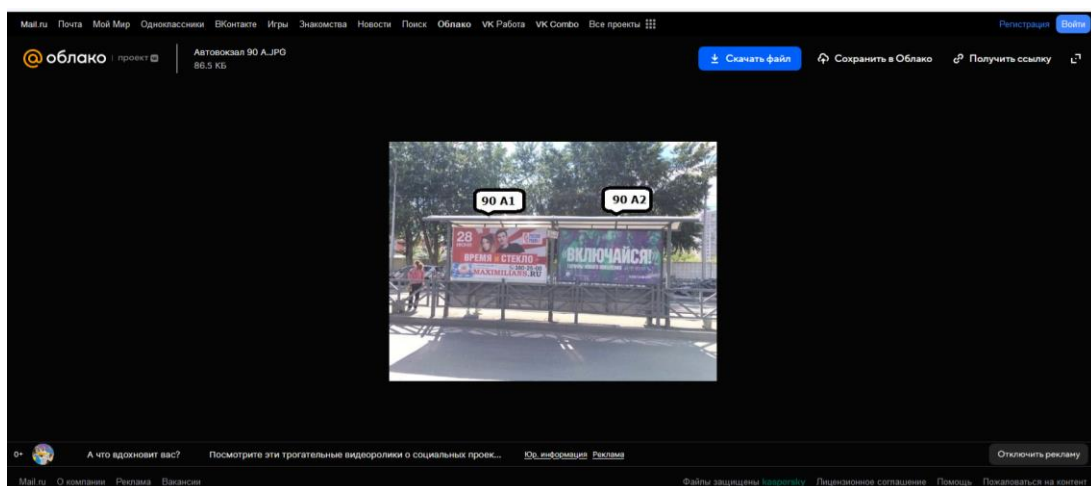 Mail.ru Почта Мой Мир Одноклассники ВКонтакте Игры Знакомства Новости Поиск Облако VK Работа VK Combo Все проекты Регистрация Войти
облако проект Автовокзал 90 A.JPG
86.5 КБ
Скачать файл Сохранить в Облако Получить ссылку
90 A1 90 A2
28
ВРЕМЯ И СТЕКЛО
MAXIMILIANS.RU
ВКЛЮЧАЙСЯ!
0+ А что вдохновит вас? Посмотрите эти трогательные видеоролики о социальных проек... Юр. информация Реклама Отключить рекламу
Mail.ru О компании Реклама Вакансии Файлы защищены kaspersky Лицензионное соглашение Помощь Пожаловаться на контент